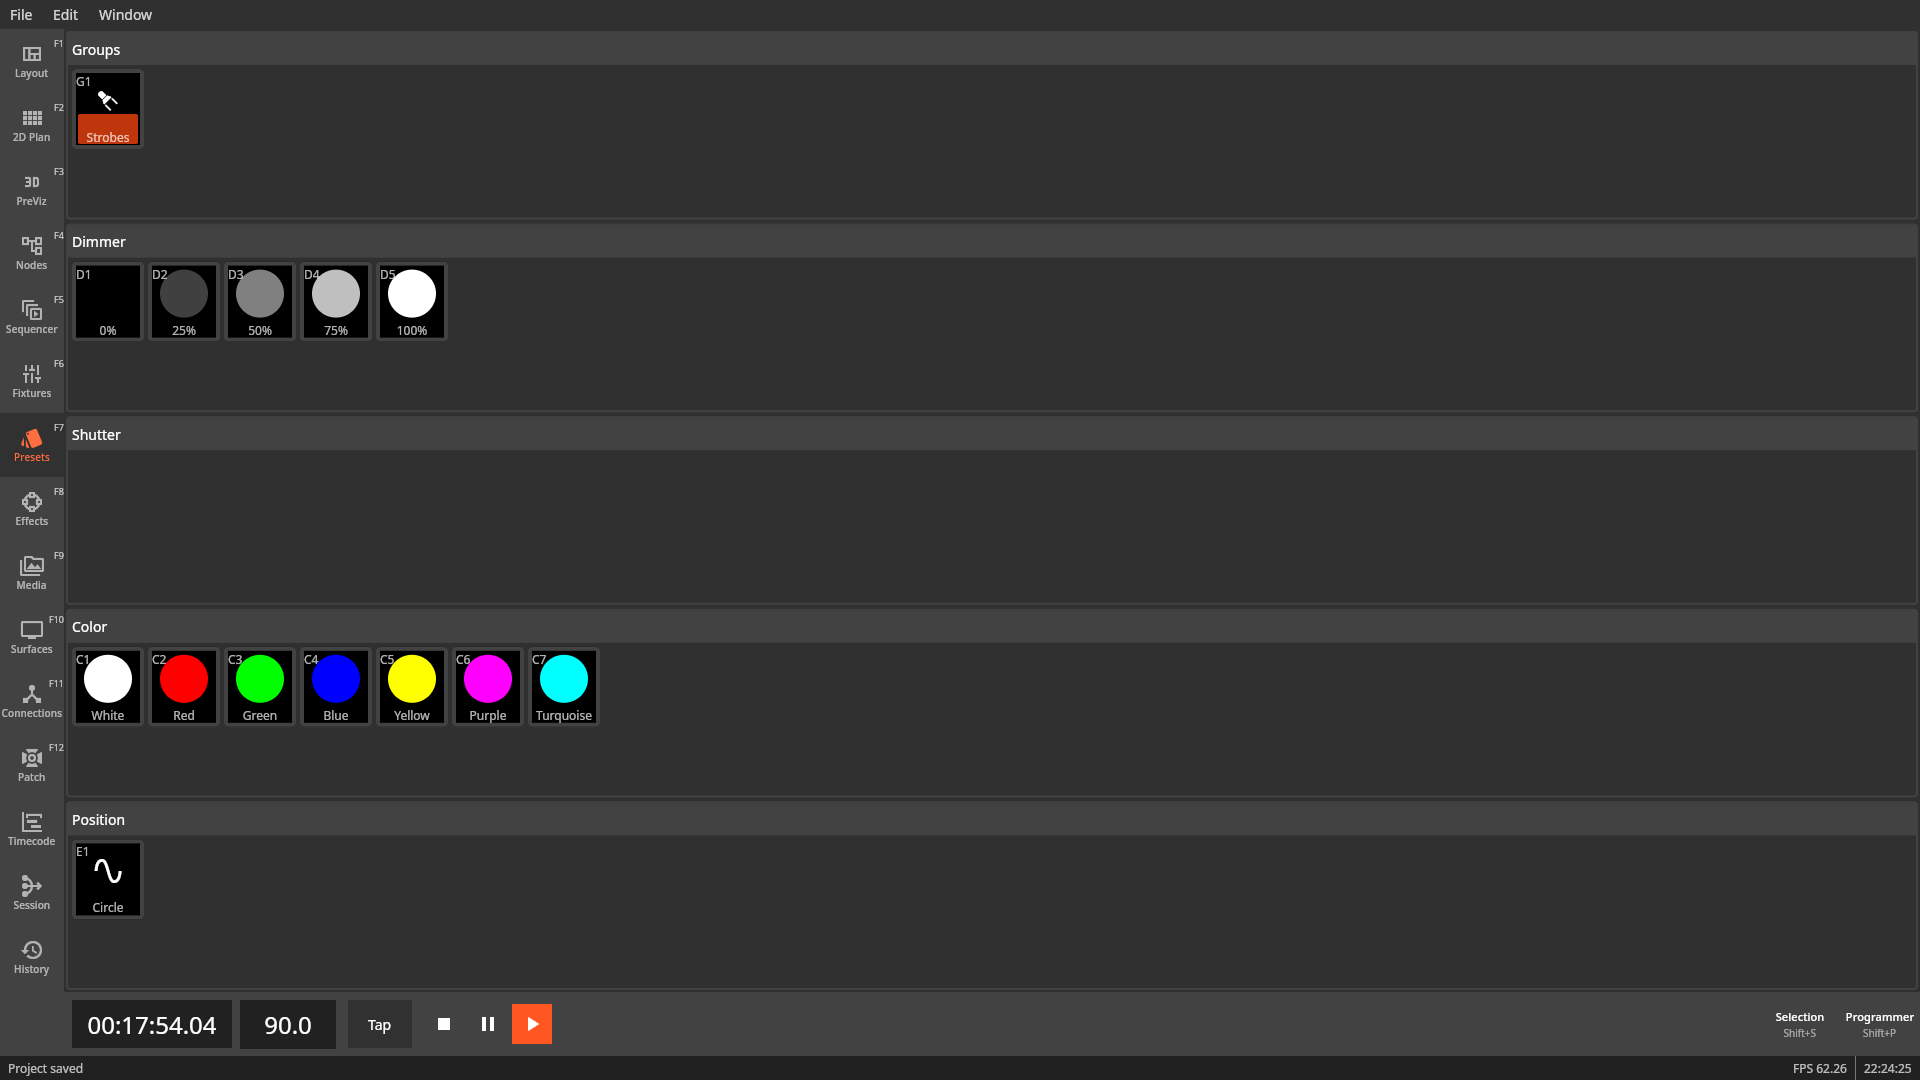 File Edit Window
F1
Layout
F2
2D Plan
F3
3D
PreViz
F4
Nodes
F5
Sequencer
F6
Fixtures
F7
Presets
F8
Effects
F9
Media
F10
Surfaces
F11
Connections
F12
Patch
Timecode
Session
History
Groups
G1
Strobes
Dimmer
D1 D2 D3 D4 D5
0% 25% 50% 75% 100%
Shutter
Color
C1 C2 C3 C4 C5 C6 C7
White Red Green Blue Yellow Purple Turquoise
Position
E1
Circle
00:17:54.04 90.0 Tap
Selection Programmer
Shift+S Shift+P
Project saved FPS 62.26 22:24:25